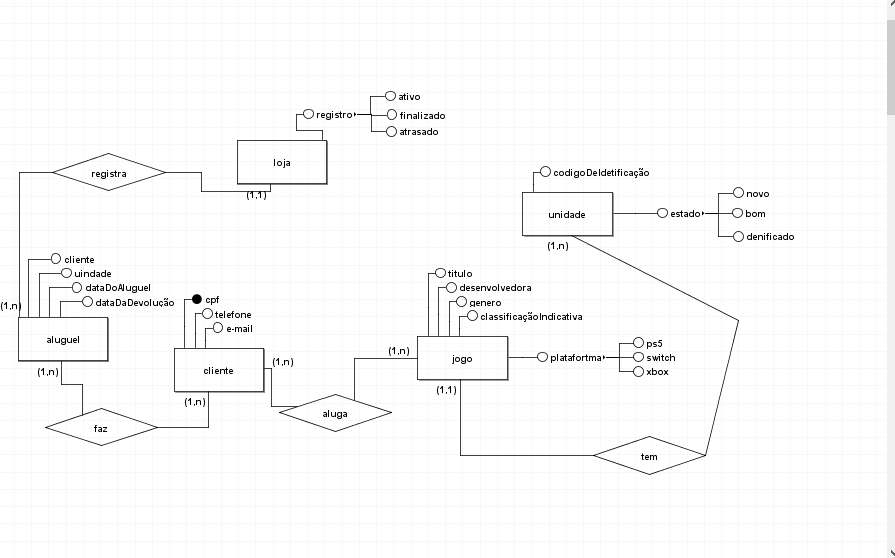 ativo
registro
finalizado
atrasado
loja
registra
(1,1)
codigoDeIdetificação
novo
unidade
estado
bom
denificado
(1,n)
cliente
uindade
dataDoAluguel
dataDaDevolução
(1,n)
aluguel
(1,n)
cpf
telefone
e-mail
cliente
(1,n)
(1,n)
titulo
desenvolvedora
genero
classificaçãoIndicativa
(1,n)
jogo
platafortma
ps5
switch
xbox
(1,1)
faz
aluga
tem